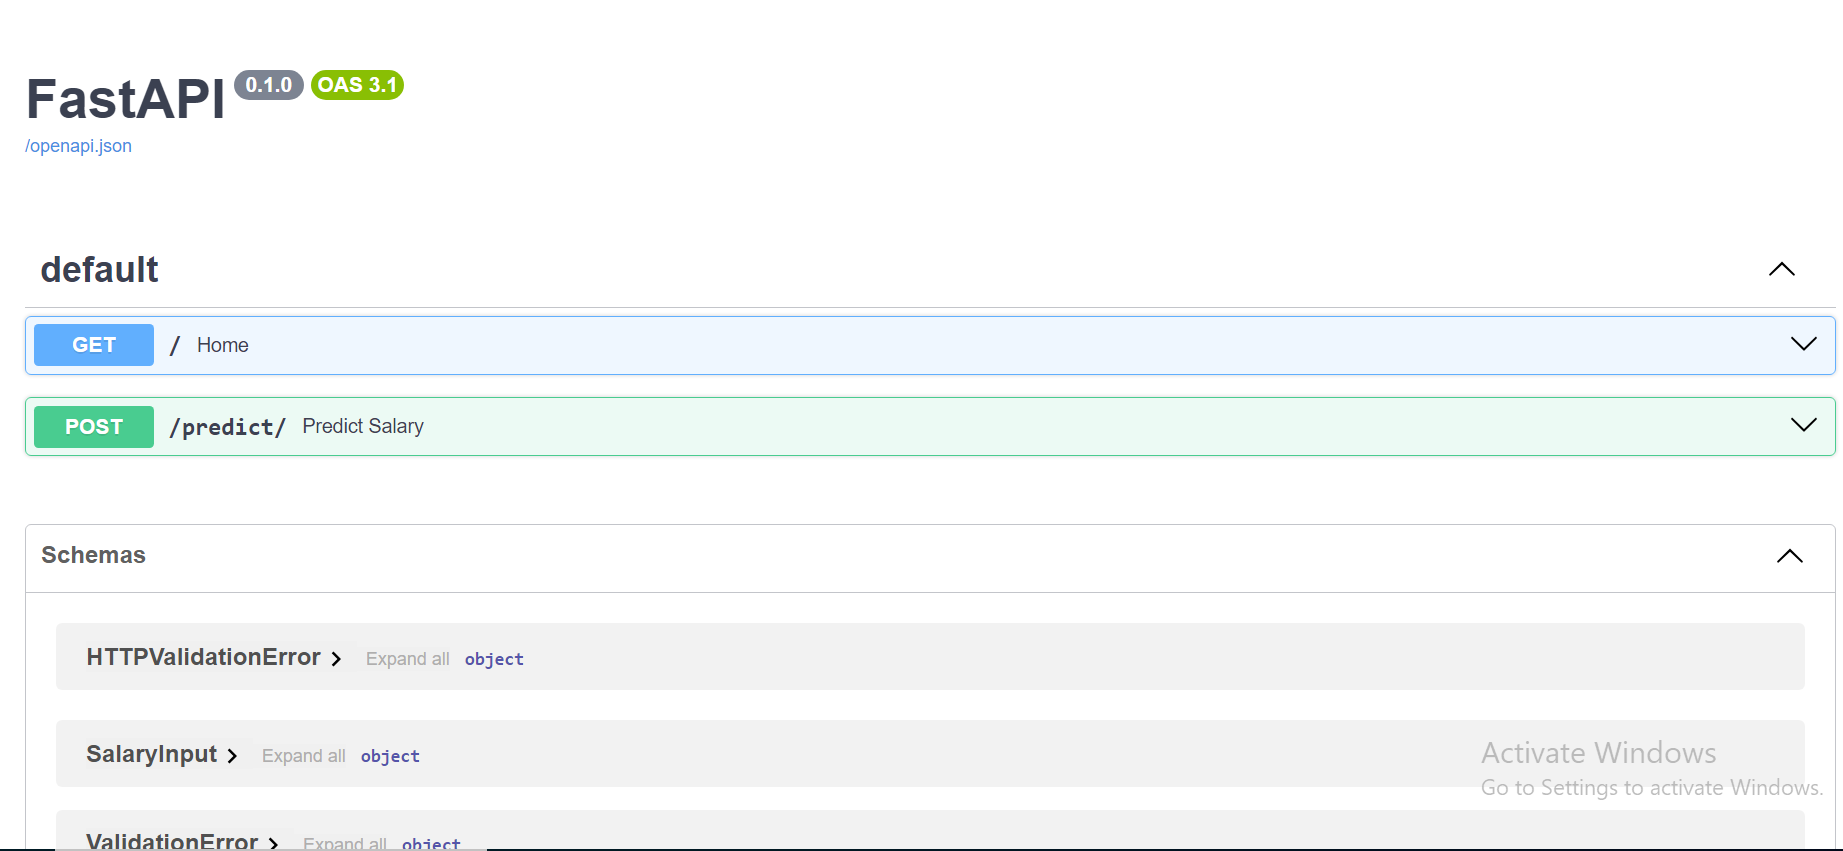 FastAPI 0.1.0 OAS 3.1
/openapi.json
default
GET / Home
POST /predict/ Predict Salary
Schemas
HTTPValidationError Expand all object
SalaryInput Expand all object
Activate Windows
Go to Settings to activate Windows.
ValidationError Expand all object